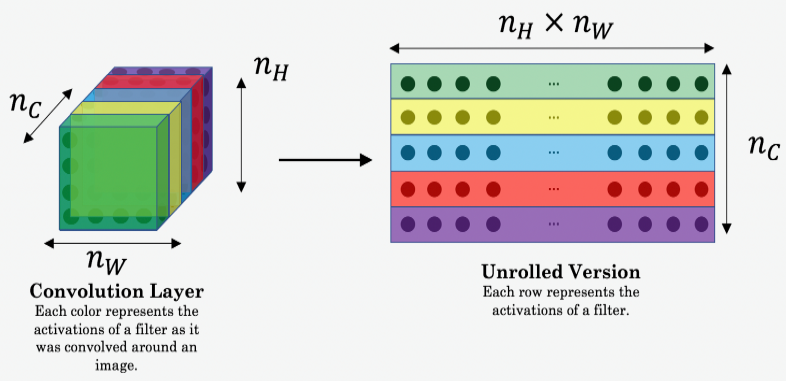 n_H × n_W
n_H
n_C
n_C
n_W
...
...
...
...
...
Convolution Layer
Each color represents the
activations of a filter as it
was convolved around an
image.
Unrolled Version
Each row represents the
activations of a filter.